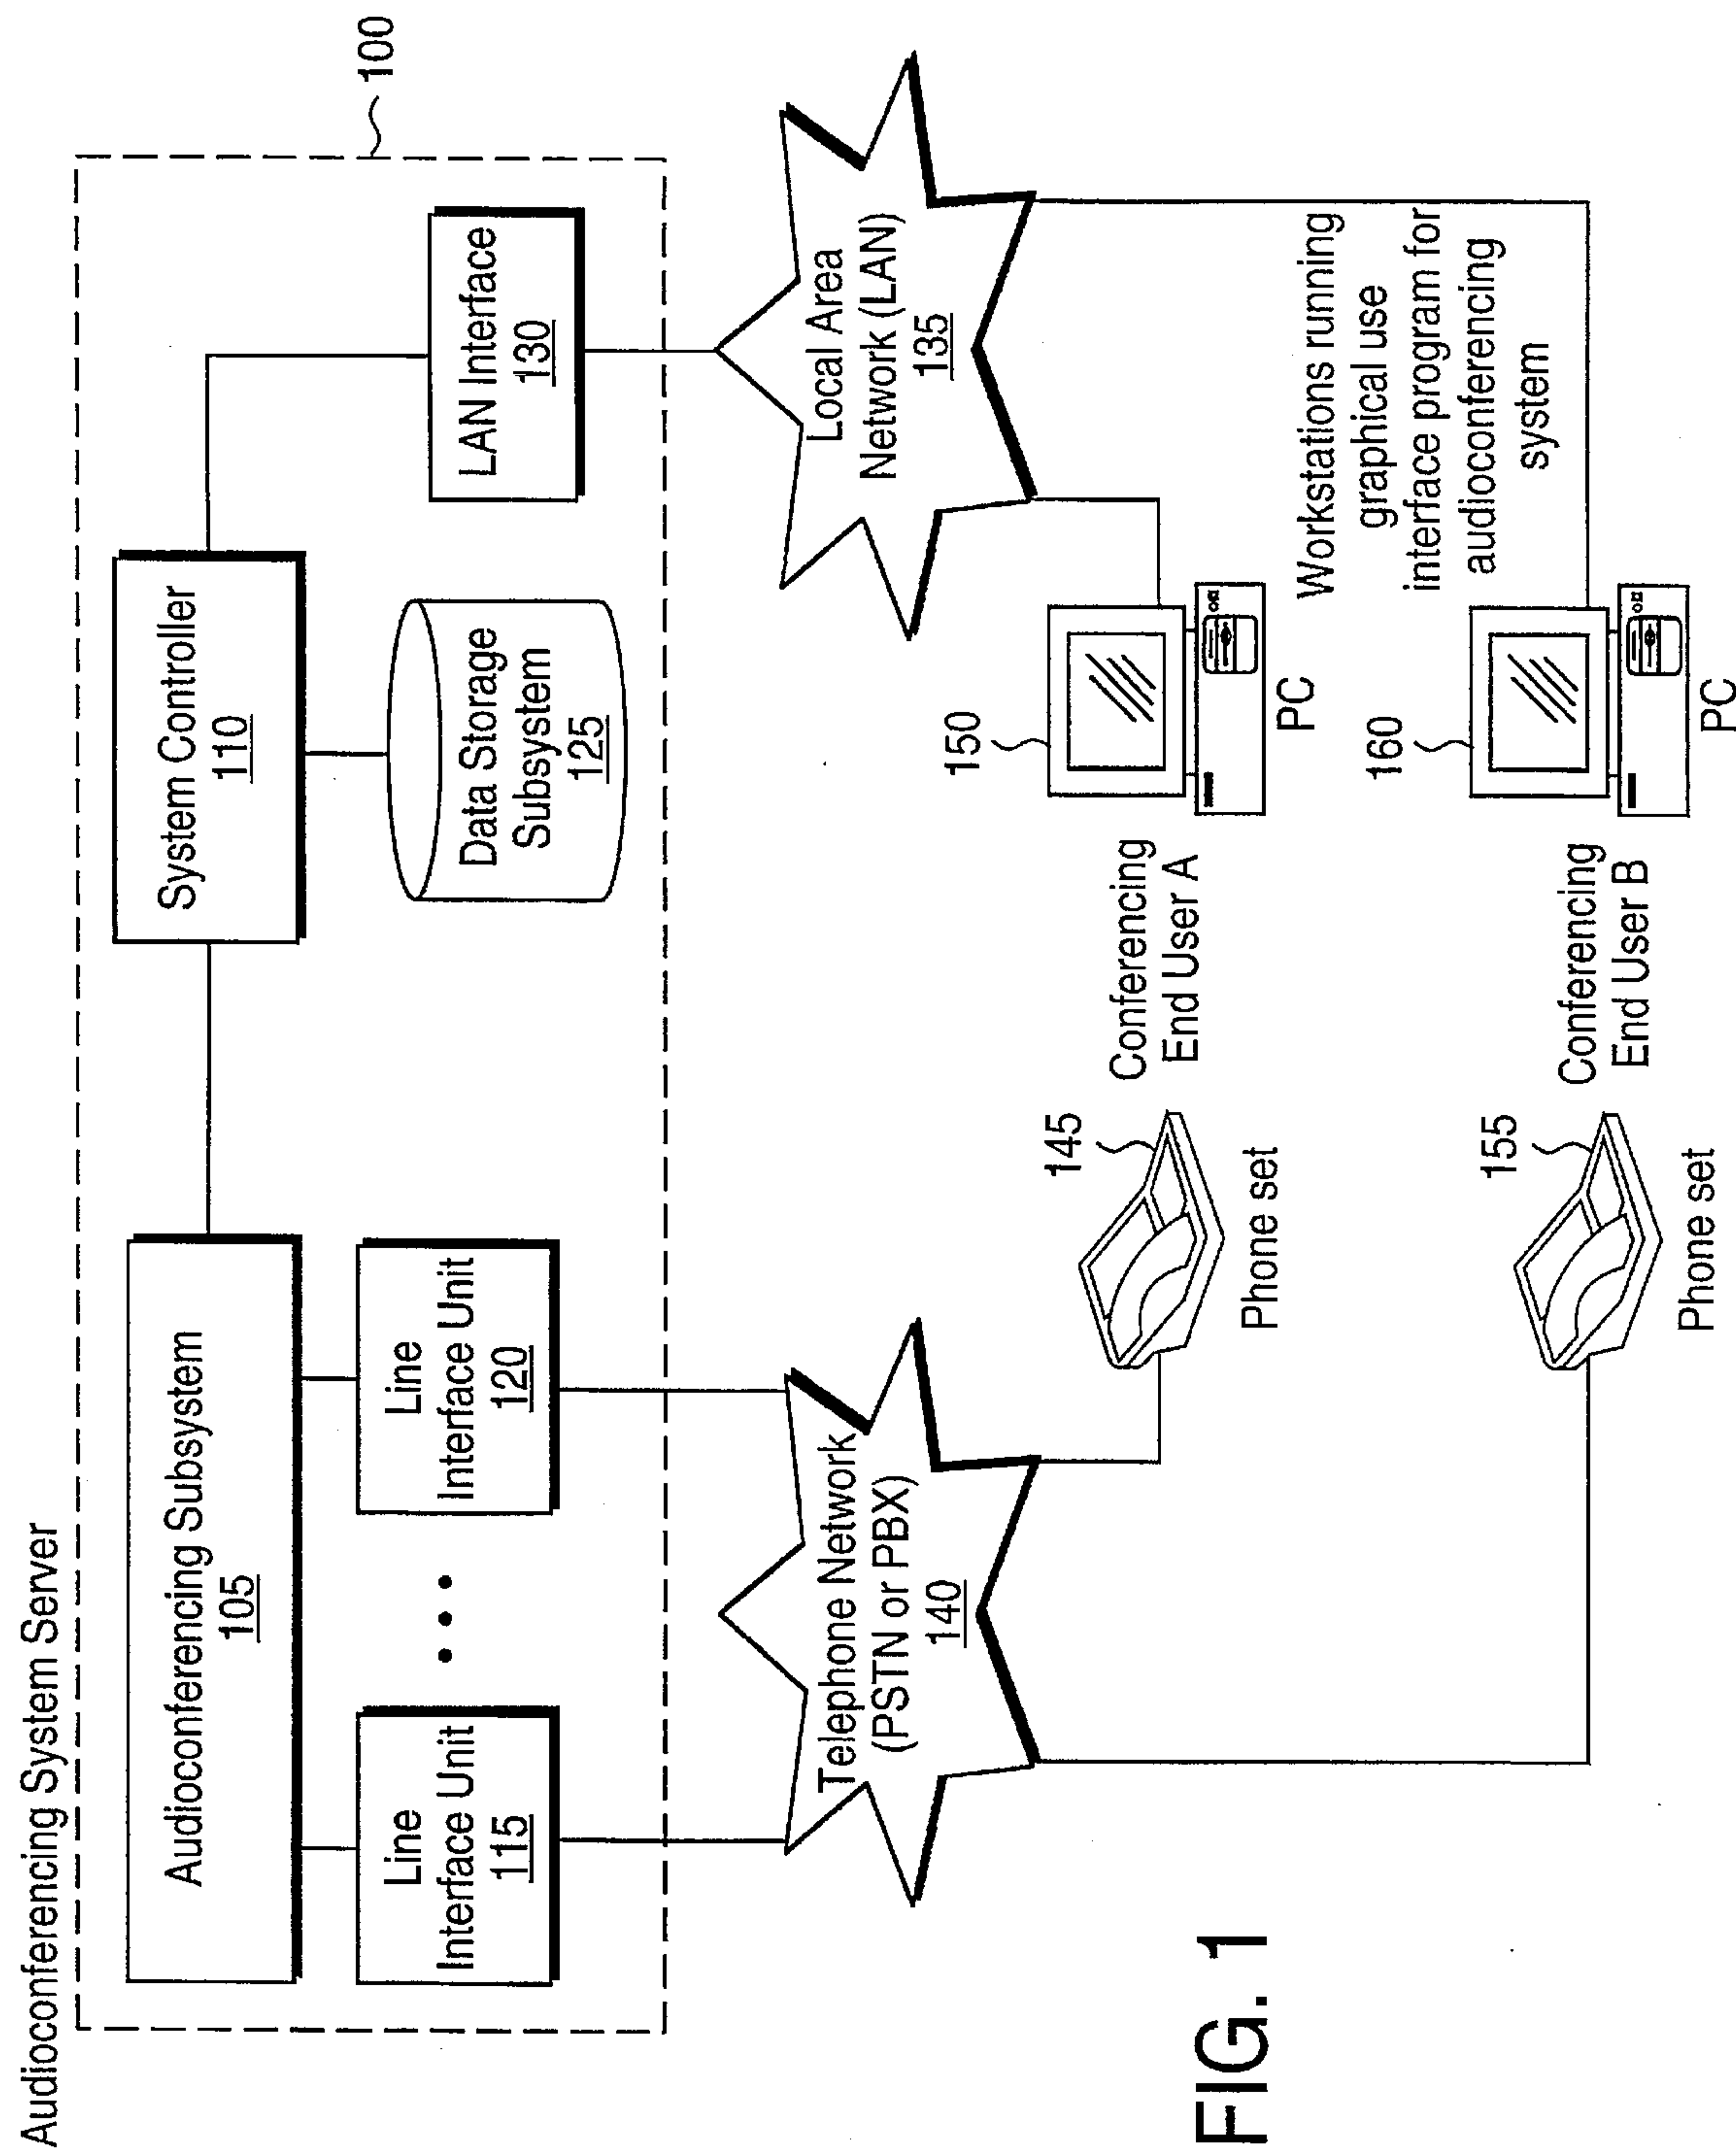 Audioconferencing System Server
100
Audioconferencing Subsystem
105
System Controller
110
Line
Interface Unit
115
Line
Interface Unit
120
Data Storage
Subsystem
125
LAN Interface
130
Telephone Network
(PSTN or PBX)
140
Local Area
Network (LAN)
135
145
Phone set
Conferencing
End User A
150
PC
Workstations running
graphical use
interface program for
audioconferencing
system
155
Phone set
Conferencing
End User B
160
PC
FIG. 1